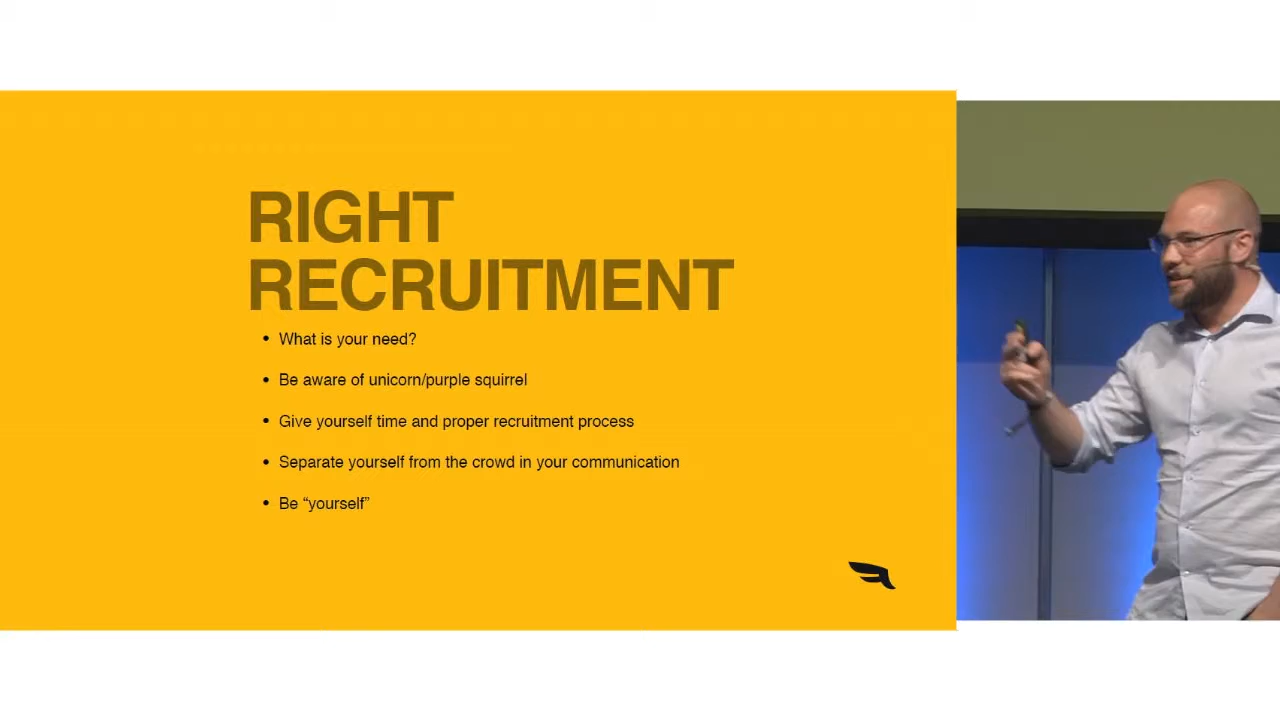 RIGHT
RECRUITMENT
• What is your need?
• Be aware of unicorn/purple squirrel
• Give yourself time and proper recruitment process
• Separate yourself from the crowd in your communication
• Be “yourself”